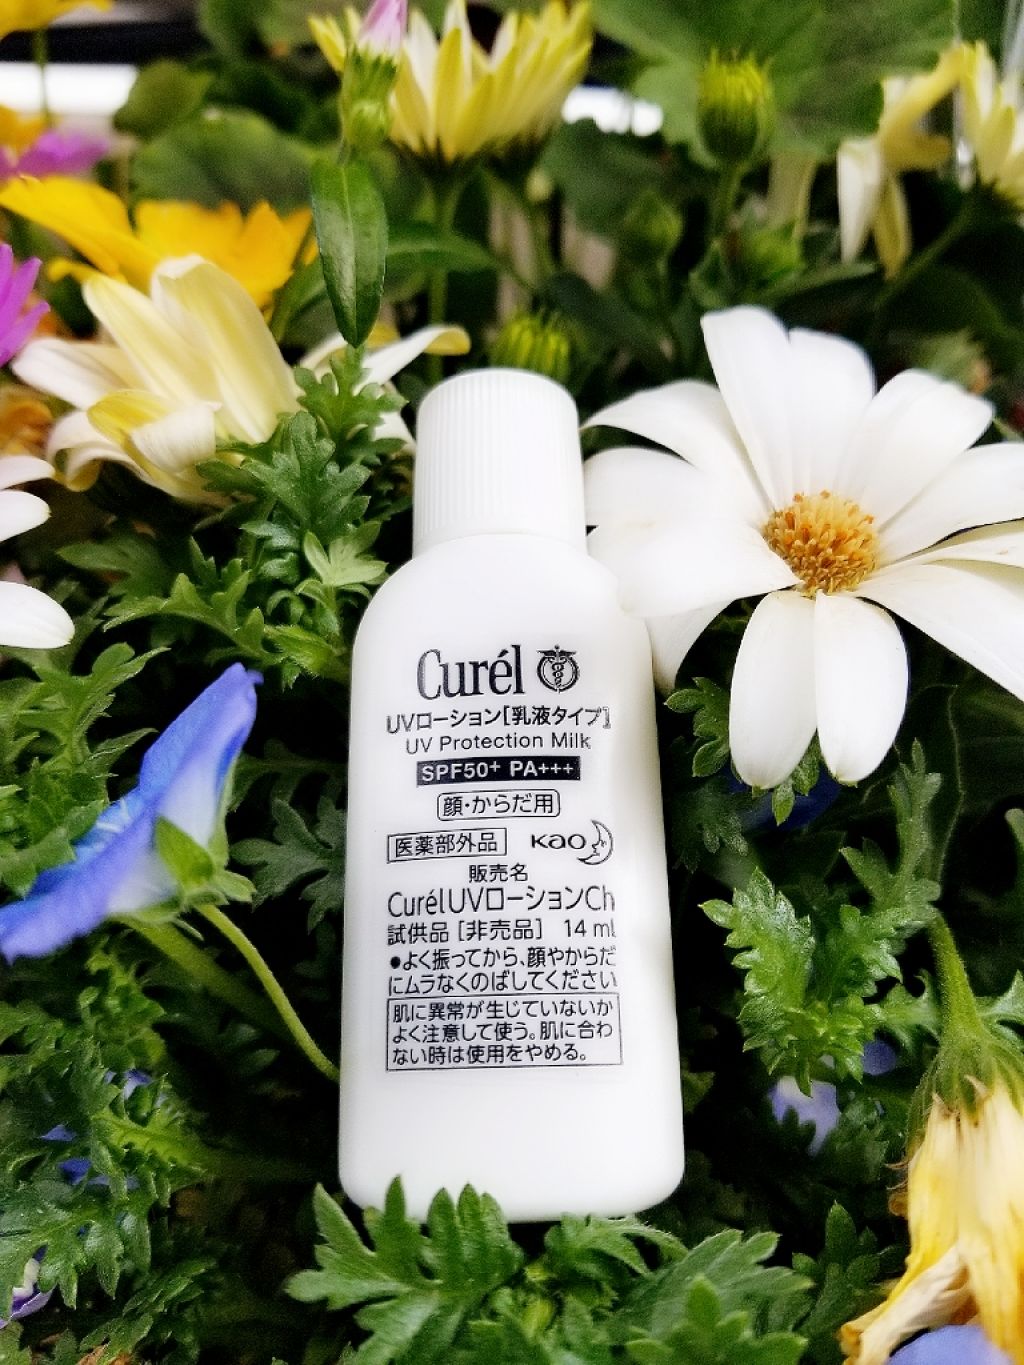 Curél
UVローション[乳液タイプ]
UV Protection Milk
SPF50+ PA+++
顔・からだ用
医薬部外品 Kao
販売名
CurélUVローションCh
試供品 [非売品] 14 ml
●よく振ってから、顔やからだ
にムラなくのばしてください
肌に異常が生じていないか
よく注意して使う。肌に合わ
ない時は使用をやめる。